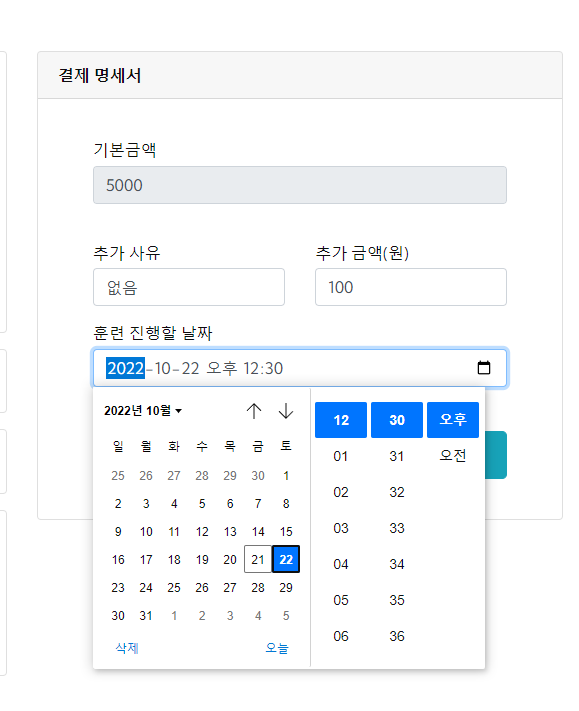 결제 명세서
기본금액
5000
추가 사유 추가 금액(원)
없음 100
훈련 진행할 날짜
2022-10-22 오후 12:30
2022년 10월
일 월 화 수 목 금 토
25 26 27 28 29 30 1
2 3 4 5 6 7 8
9 10 11 12 13 14 15
16 17 18 19 20 21 22
23 24 25 26 27 28 29
30 31 1 2 3 4 5
삭제 오늘
12 30 오후
01 31 오전
02 32
03 33
04 34
05 35
06 36